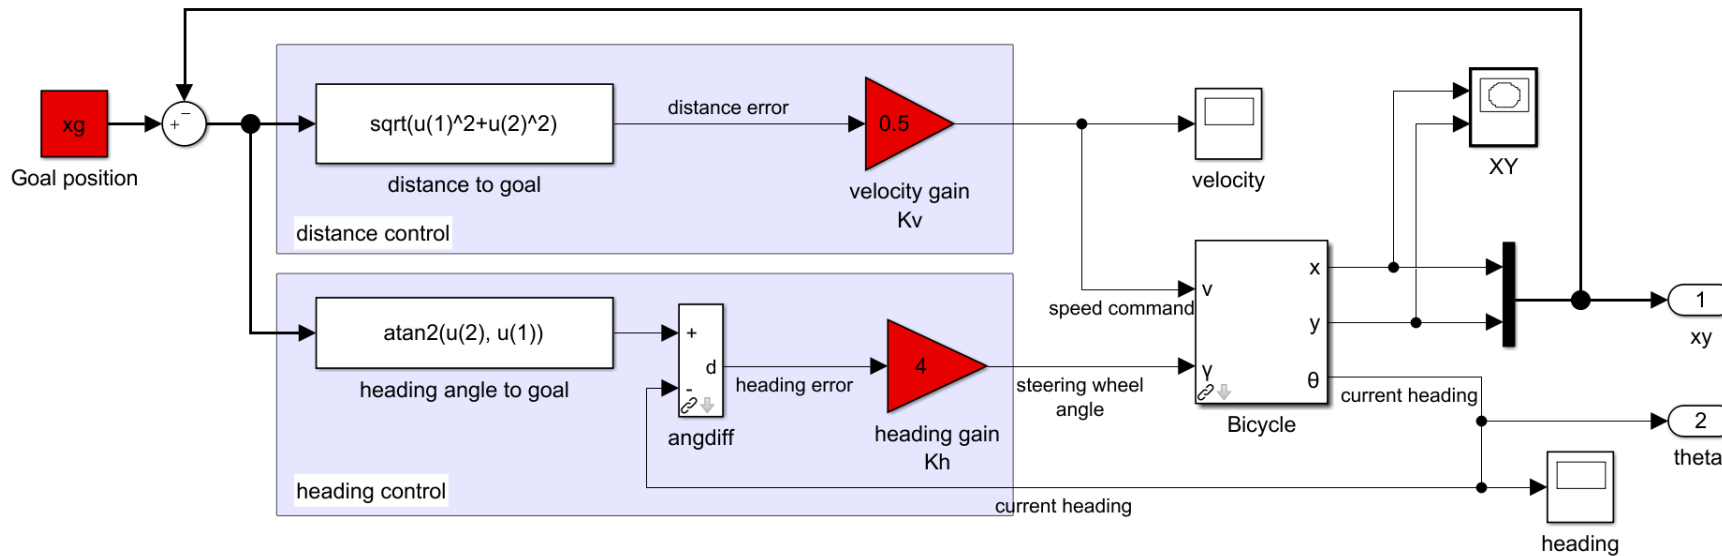 xg
Goal position
+
−
sqrt(u(1)^2+u(2)^2)
distance to goal
distance error
0.5
velocity gain
Kv
distance control
velocity
XY
atan2(u(2), u(1))
heading angle to goal
+
-
d
angdiff
heading error
4
heading gain
Kh
heading control
speed command
steering wheel
angle
v
γ
x
y
θ
Bicycle
current heading
current heading
1
xy
2
theta
heading